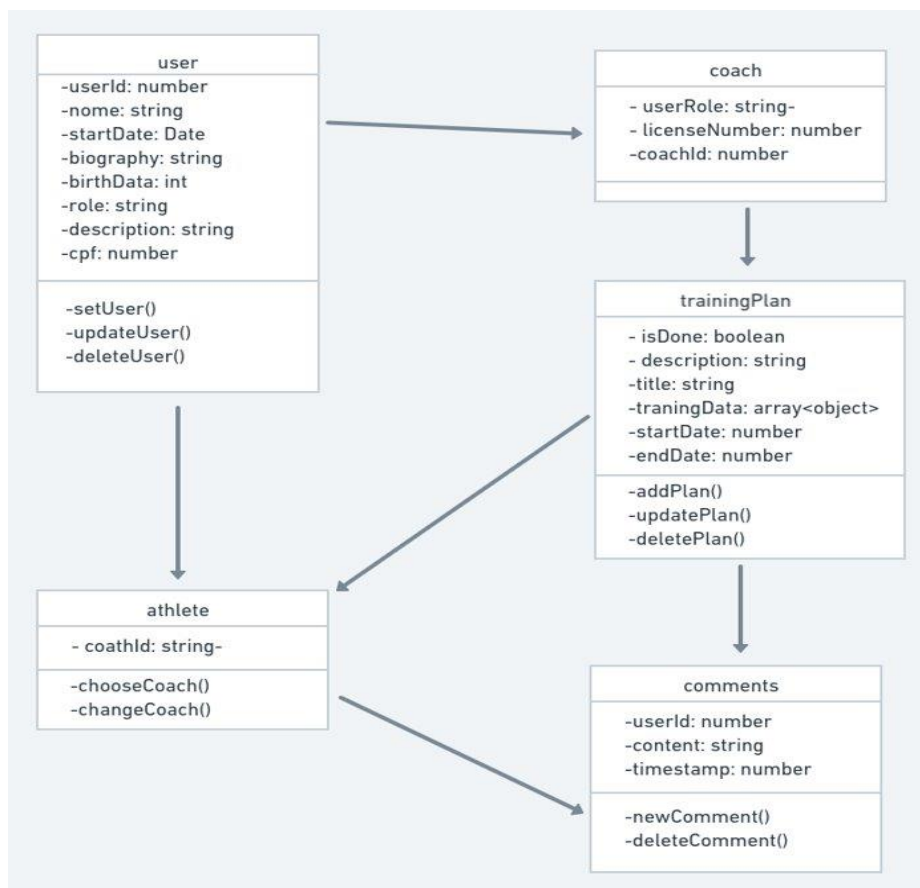 user
-userId: number
-nome: string
-startDate: Date
-biography: string
-birthData: int
-role: string
-description: string
-cpf: number
-setUser()
-updateUser()
-deleteUser()
coach
- userRole: string-
- licenseNumber: number
-coachId: number
trainingPlan
- isDone: boolean
- description: string
-title: string
-traningData: array<object>
-startDate: number
-endDate: number
-addPlan()
-updatePlan()
-deletePlan()
athlete
- coathId: string-
-chooseCoach()
-changeCoach()
comments
-userId: number
-content: string
-timestamp: number
-newComment()
-deleteComment()